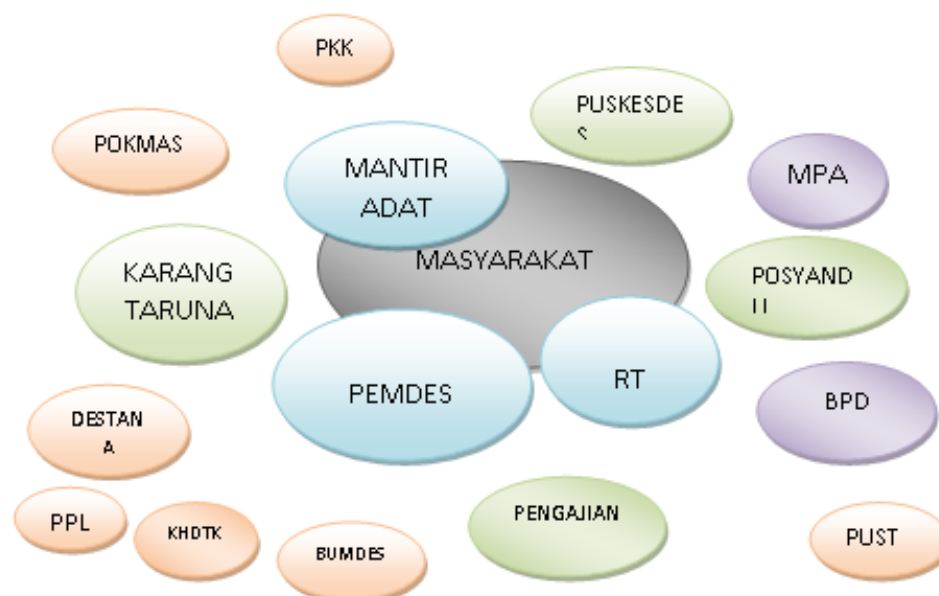 PKK
PUSKESDE
S
POKMAS
MANTIR
ADAT
MPA
MASYARAKAT
KARANG
TARUNA
POSYAND
U
PEMDES
RT
BPD
DESTAN
A
PPL
KHDTK
BUMDES
PENGAJIAN
PUST